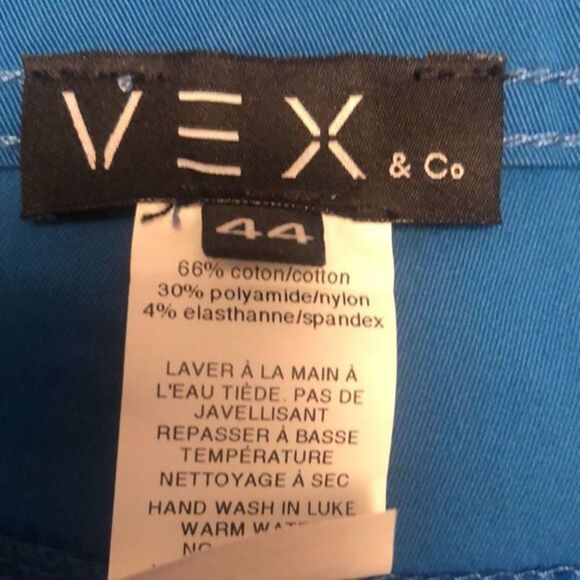 VEX & Co
44
66% coton/cotton
30% polyamide/nylon
4% elasthanne/spandex
LAVER À LA MAIN À
L'EAU TIÈDE. PAS DE
JAVELLISANT
REPASSER À BASSE
TEMPÉRATURE
NETTOYAGE À SEC
HAND WASH IN LUKE
WARM